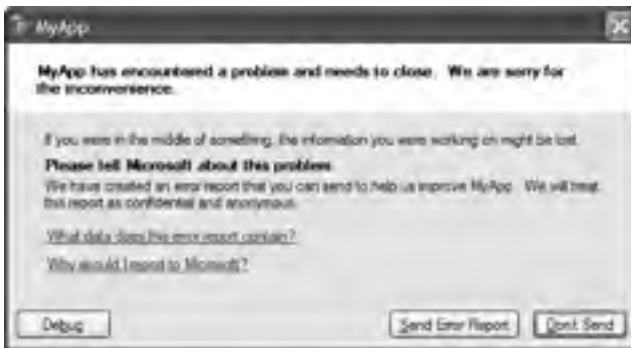 MyApp
MyApp has encountered a problem and needs to close. We are sorry for
the inconvenience.
If you were in the middle of something, the information you were working on might be lost.
Please tell Microsoft about this problem.
We have created an error report that you can send to help us improve MyApp. We will treat
this report as confidential and anonymous.
What data does this error report contain?
Why should I report to Microsoft?
Debug
Send Error Report
Don't Send